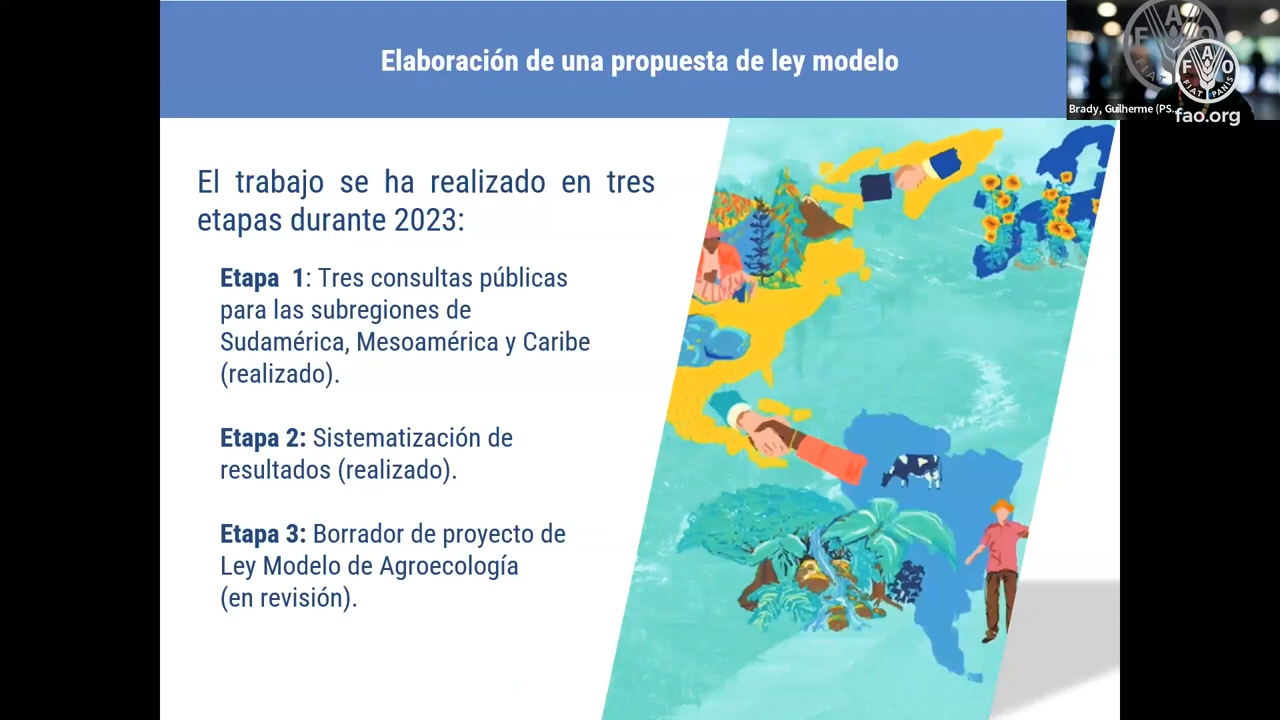 Elaboración de una propuesta de ley modelo
El trabajo se ha realizado en tres
etapas durante 2023:
Etapa 1: Tres consultas públicas
para las subregiones de
Sudamérica, Mesoamérica y Caribe
(realizado).
Etapa 2: Sistematización de
resultados (realizado).
Etapa 3: Borrador de proyecto de
Ley Modelo de Agroecología
(en revisión).
F A O
FIAT PANIS
Brady, Guilherme (PS...
fao.org